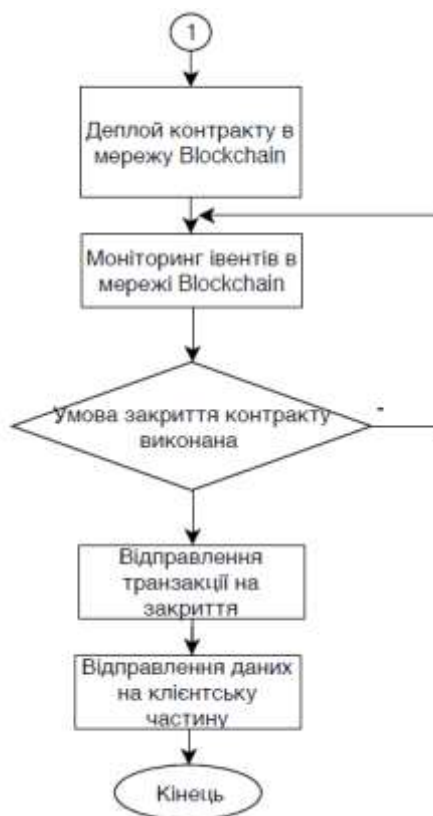 1
Деплой контракту в
мережу Blockchain
Моніторинг івентів в
мережі Blockchain
Умова закриття контракту
виконана
-
Відправлення
транзакції на
закриття
Відправлення даних
на клієнтську
частину
Кінець